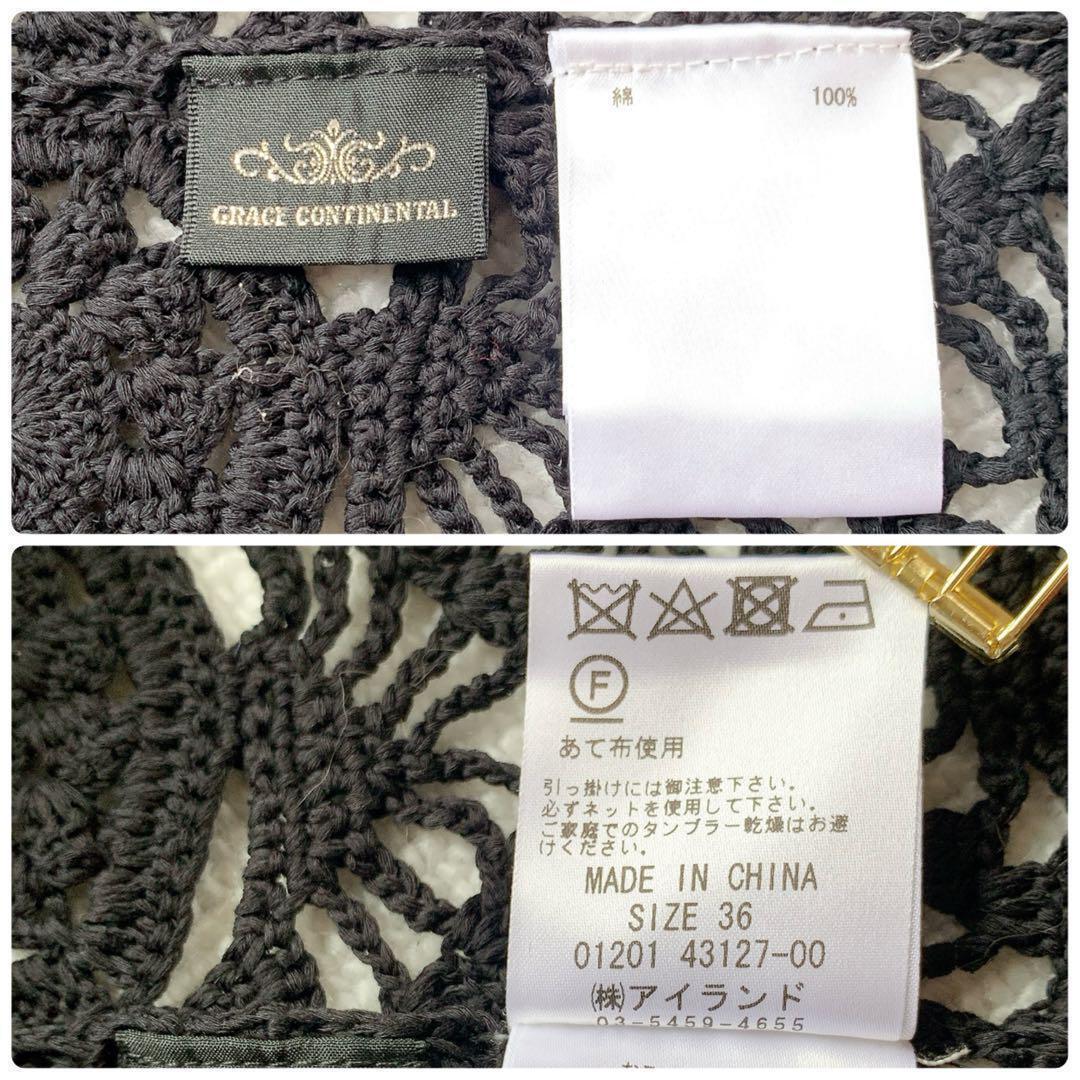 GRACE CONTINENTAL
綿 100%
F
あて布使用
引っ掛けには御注意下さい。
必ずネットを使用して下さい。
ご家庭でのタンブラー乾燥はお避
けください。
MADE IN CHINA
SIZE 36
01201 43127-00
㈱アイランド
03-5459-4655